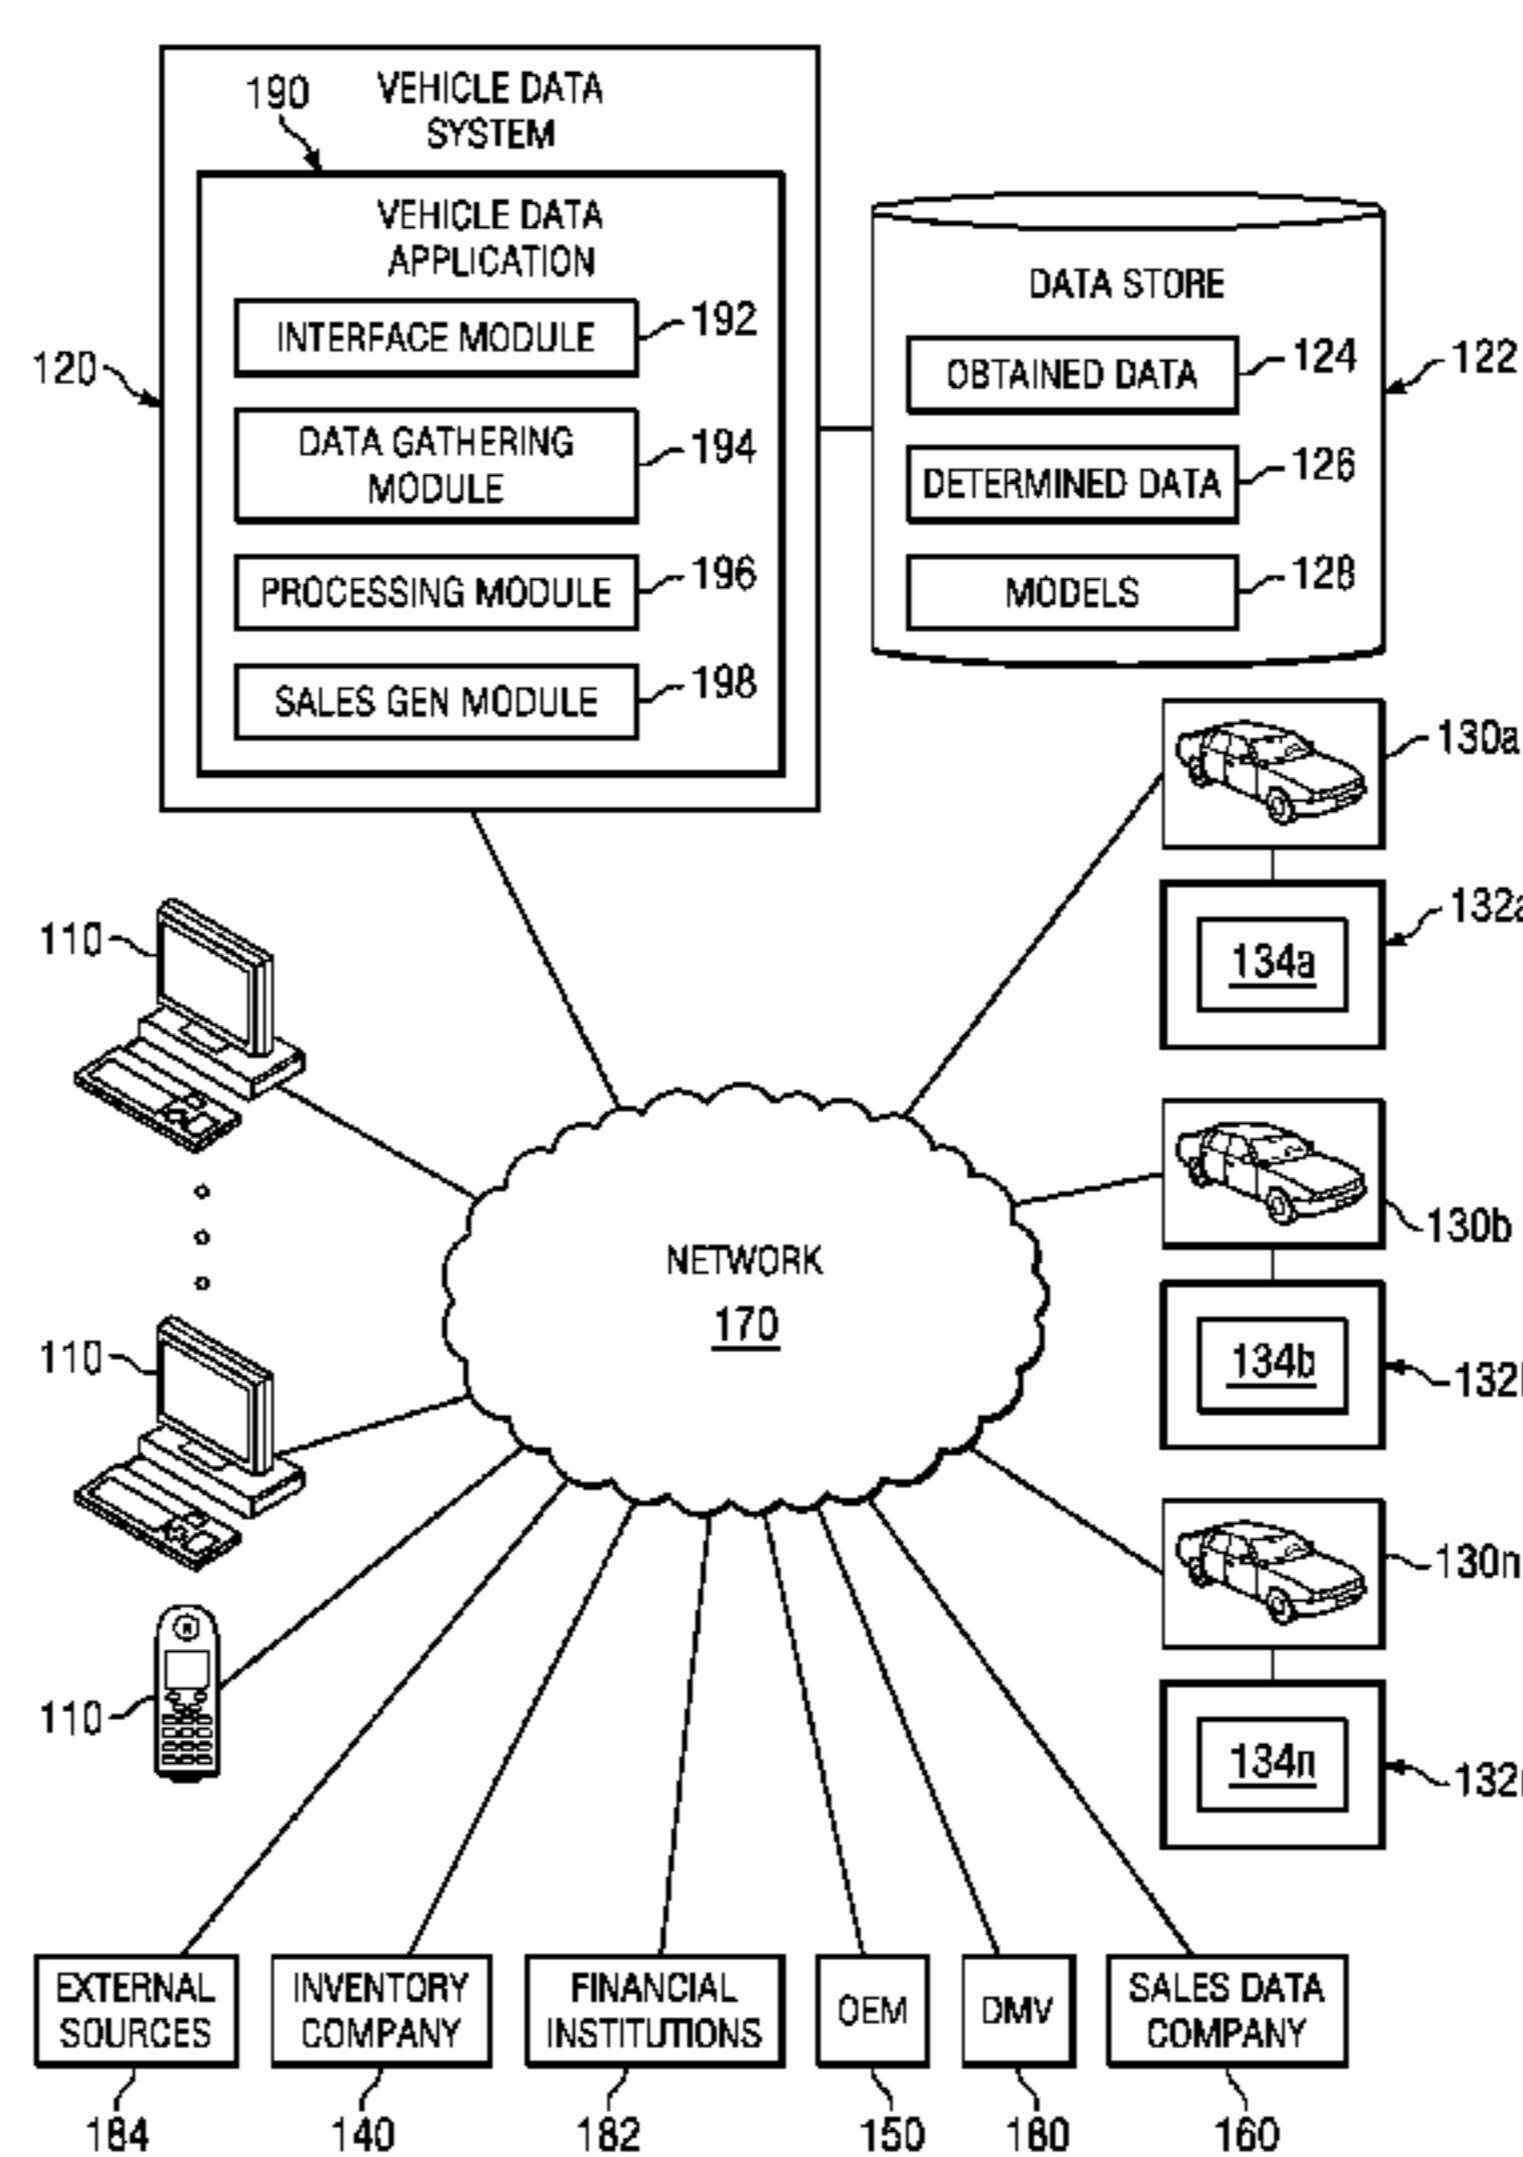 190
VEHICLE DATA
SYSTEM
VEHICLE DATA
APPLICATION
INTERFACE MODULE
192
DATA GATHERING
MODULE
194
PROCESSING MODULE
196
SALES GEN MODULE
198
120
DATA STORE
OBTAINED DATA
124
DETERMINED DATA
126
MODELS
128
122
130a
132a
134a
110
130b
NETWORK
170
110
134b
132
130n
110
134n
132
EXTERNAL
SOURCES
INVENTORY
COMPANY
FINANCIAL
INSTITUTIONS
OEM
DMV
SALES DATA
COMPANY
184
140
182
150
180
160